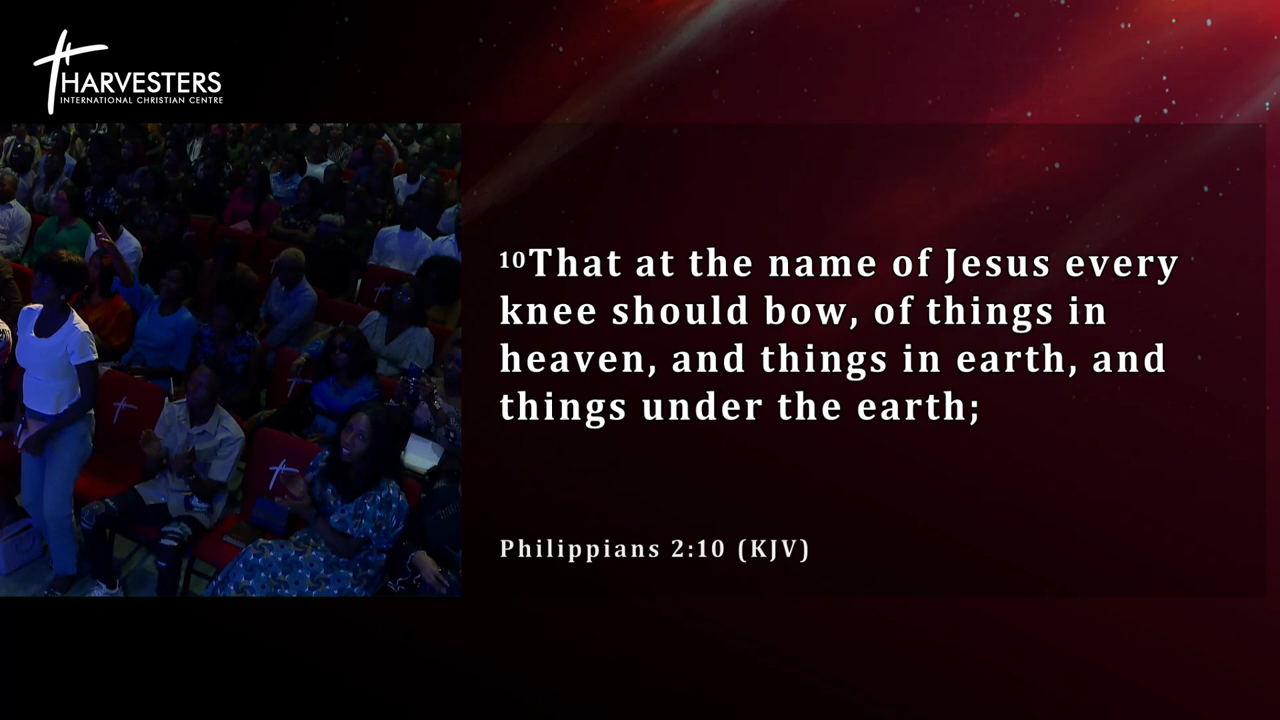 HARVESTERS
INTERNATIONAL CHRISTIAN CENTRE
10That at the name of Jesus every
knee should bow, of things in
heaven, and things in earth, and
things under the earth;
Philippians 2:10 (KJV)